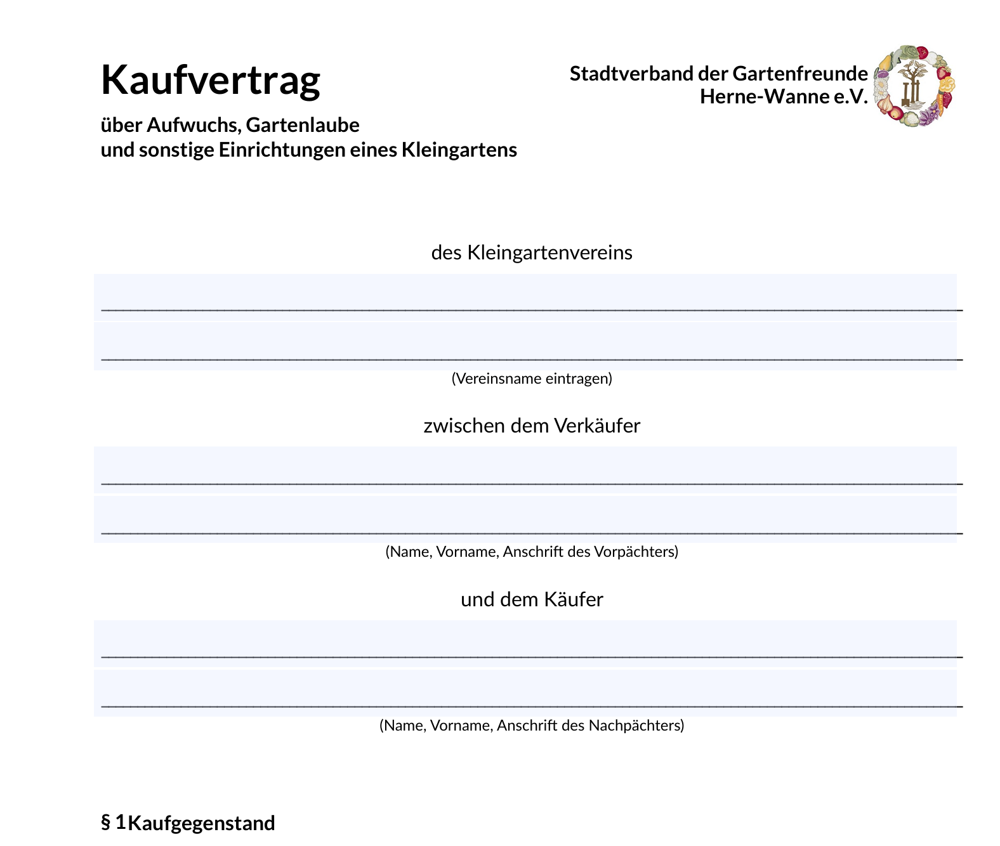 Kaufvertrag
Stadtverband der Gartenfreunde
Herne-Wanne e.V.
über Aufwuchs, Gartenlaube
und sonstige Einrichtungen eines Kleingartens
des Kleingartenvereins
(Vereinsname eintragen)
zwischen dem Verkäufer
(Name, Vorname, Anschrift des Vorpächters)
und dem Käufer
(Name, Vorname, Anschrift des Nachpächters)
§ 1 Kaufgegenstand